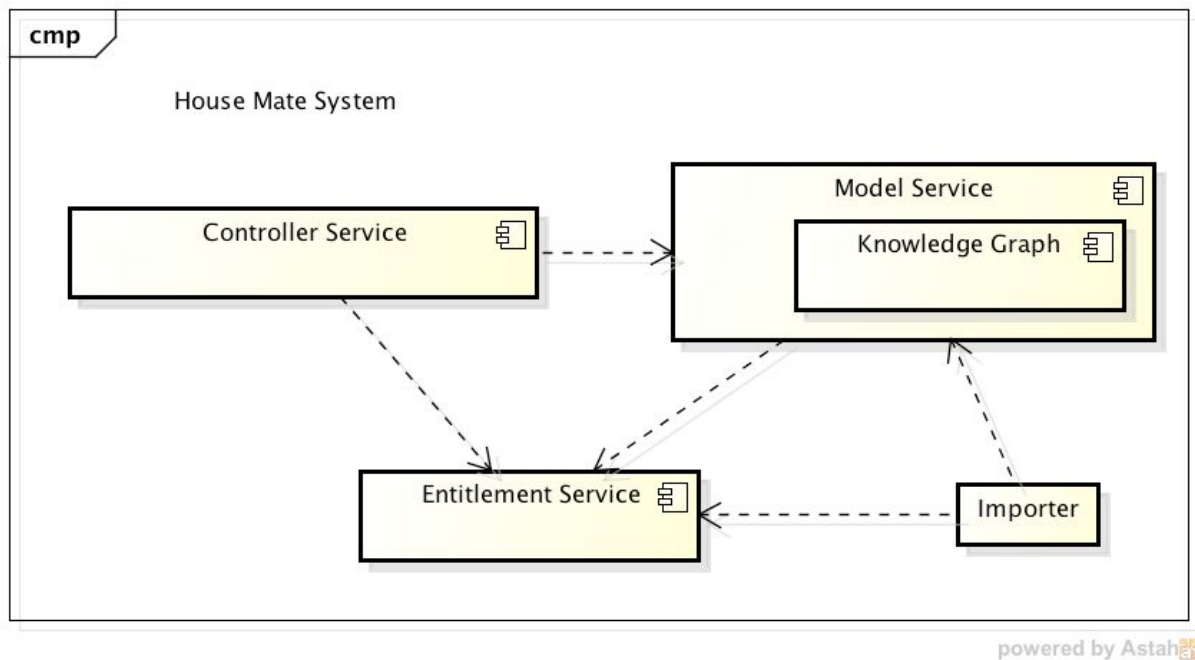 cmp
House Mate System
Model Service
Controller Service
Knowledge Graph
Entitlement Service
Importer
powered by Astah